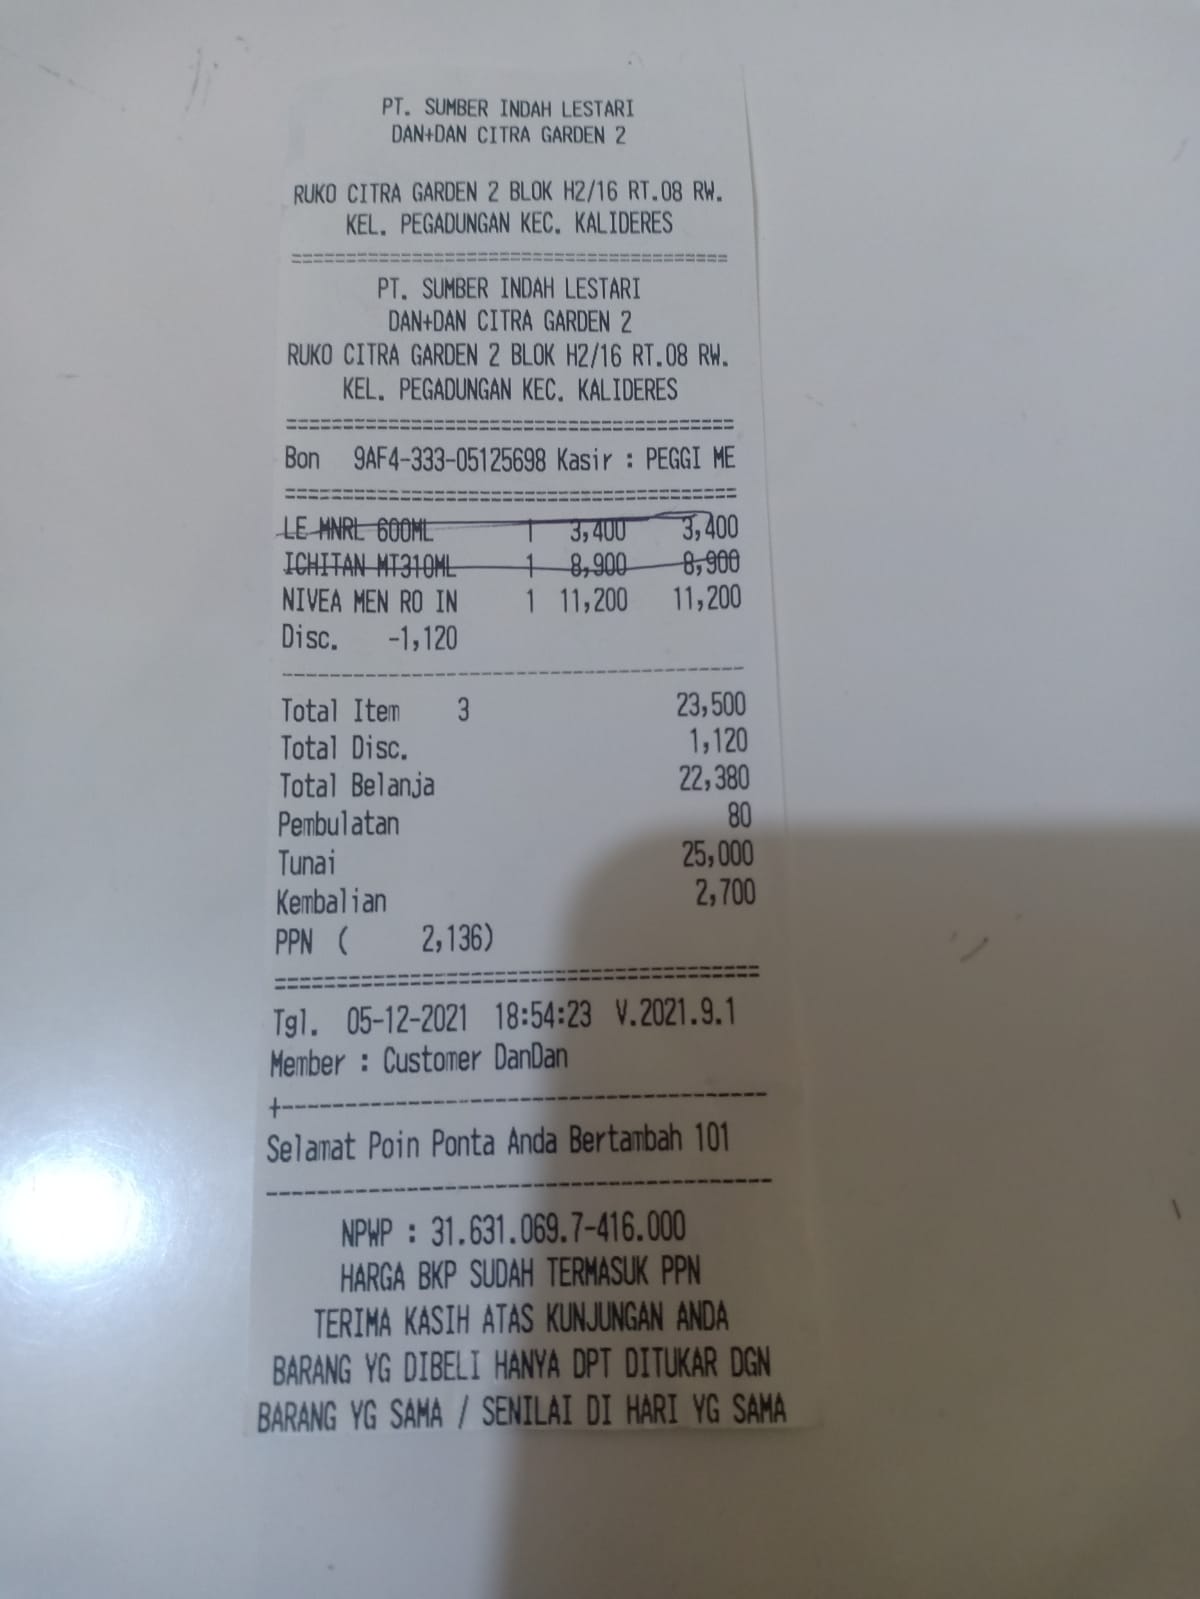 PT. SUMBER INDAH LESTARI
DAN+DAN CITRA GARDEN 2
RUKO CITRA GARDEN 2 BLOK H2/16 RT.08 RW.
KEL. PEGADUNGAN KEC. KALIDERES
========================================
PT. SUMBER INDAH LESTARI
DAN+DAN CITRA GARDEN 2
RUKO CITRA GARDEN 2 BLOK H2/16 RT.08 RW.
KEL. PEGADUNGAN KEC. KALIDERES
========================================
Bon 9AF4-333-05125698 Kasir : PEGGI ME
========================================
LE MNRL 600ML 1 3,400 3,400
ICHITAN MT310ML 1 8,900 8,900
NIVEA MEN RO IN 1 11,200 11,200
Disc. -1,120
----------------------------------------
Total Item 3 23,500
Total Disc. 1,120
Total Belanja 22,380
Pembulatan 80
Tunai 25,000
Kembalian 2,700
PPN ( 2,136)
========================================
Tgl. 05-12-2021 18:54:23 V.2021.9.1
Member : Customer DanDan
+---------------------------------------
Selamat Poin Ponta Anda Bertambah 101
----------------------------------------
NPWP : 31.631.069.7-416.000
HARGA BKP SUDAH TERMASUK PPN
TERIMA KASIH ATAS KUNJUNGAN ANDA
BARANG YG DIBELI HANYA DPT DITUKAR DGN
BARANG YG SAMA / SENILAI DI HARI YG SAMA